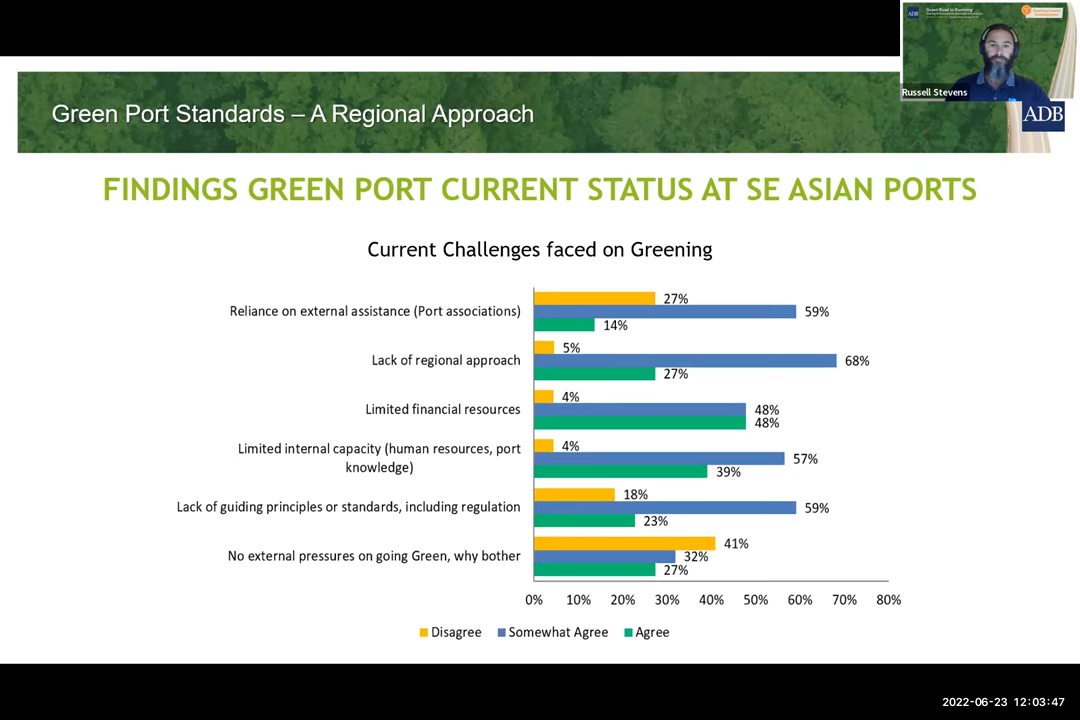 Green Port Standards – A Regional Approach
ADB
Russell Stevens
ADB
FINDINGS GREEN PORT CURRENT STATUS AT SE ASIAN PORTS
Current Challenges faced on Greening
Reliance on external assistance (Port associations)
27%
59%
14%
Lack of regional approach
5%
68%
27%
Limited financial resources
4%
48%
48%
Limited internal capacity (human resources, port
knowledge)
4%
57%
39%
Lack of guiding principles or standards, including regulation
18%
59%
23%
No external pressures on going Green, why bother
41%
32%
27%
0% 10% 20% 30% 40% 50% 60% 70% 80%
Disagree Somewhat Agree Agree
2022-06-23 12:03:47